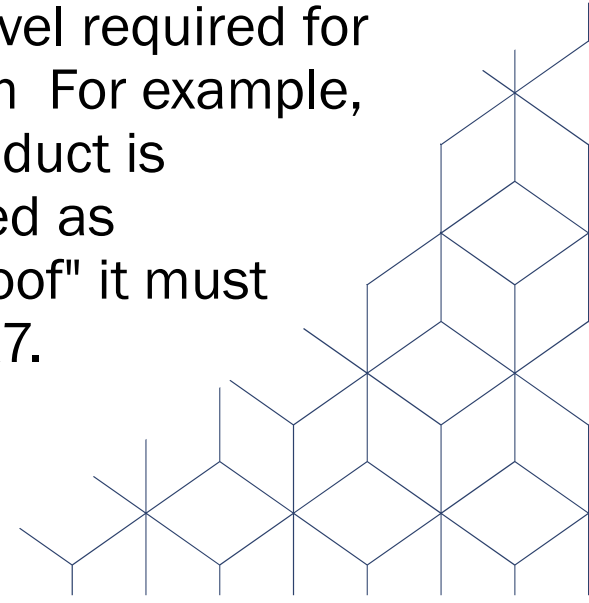 vel required for
For example,
duct is
ed as
oof" it must
7.